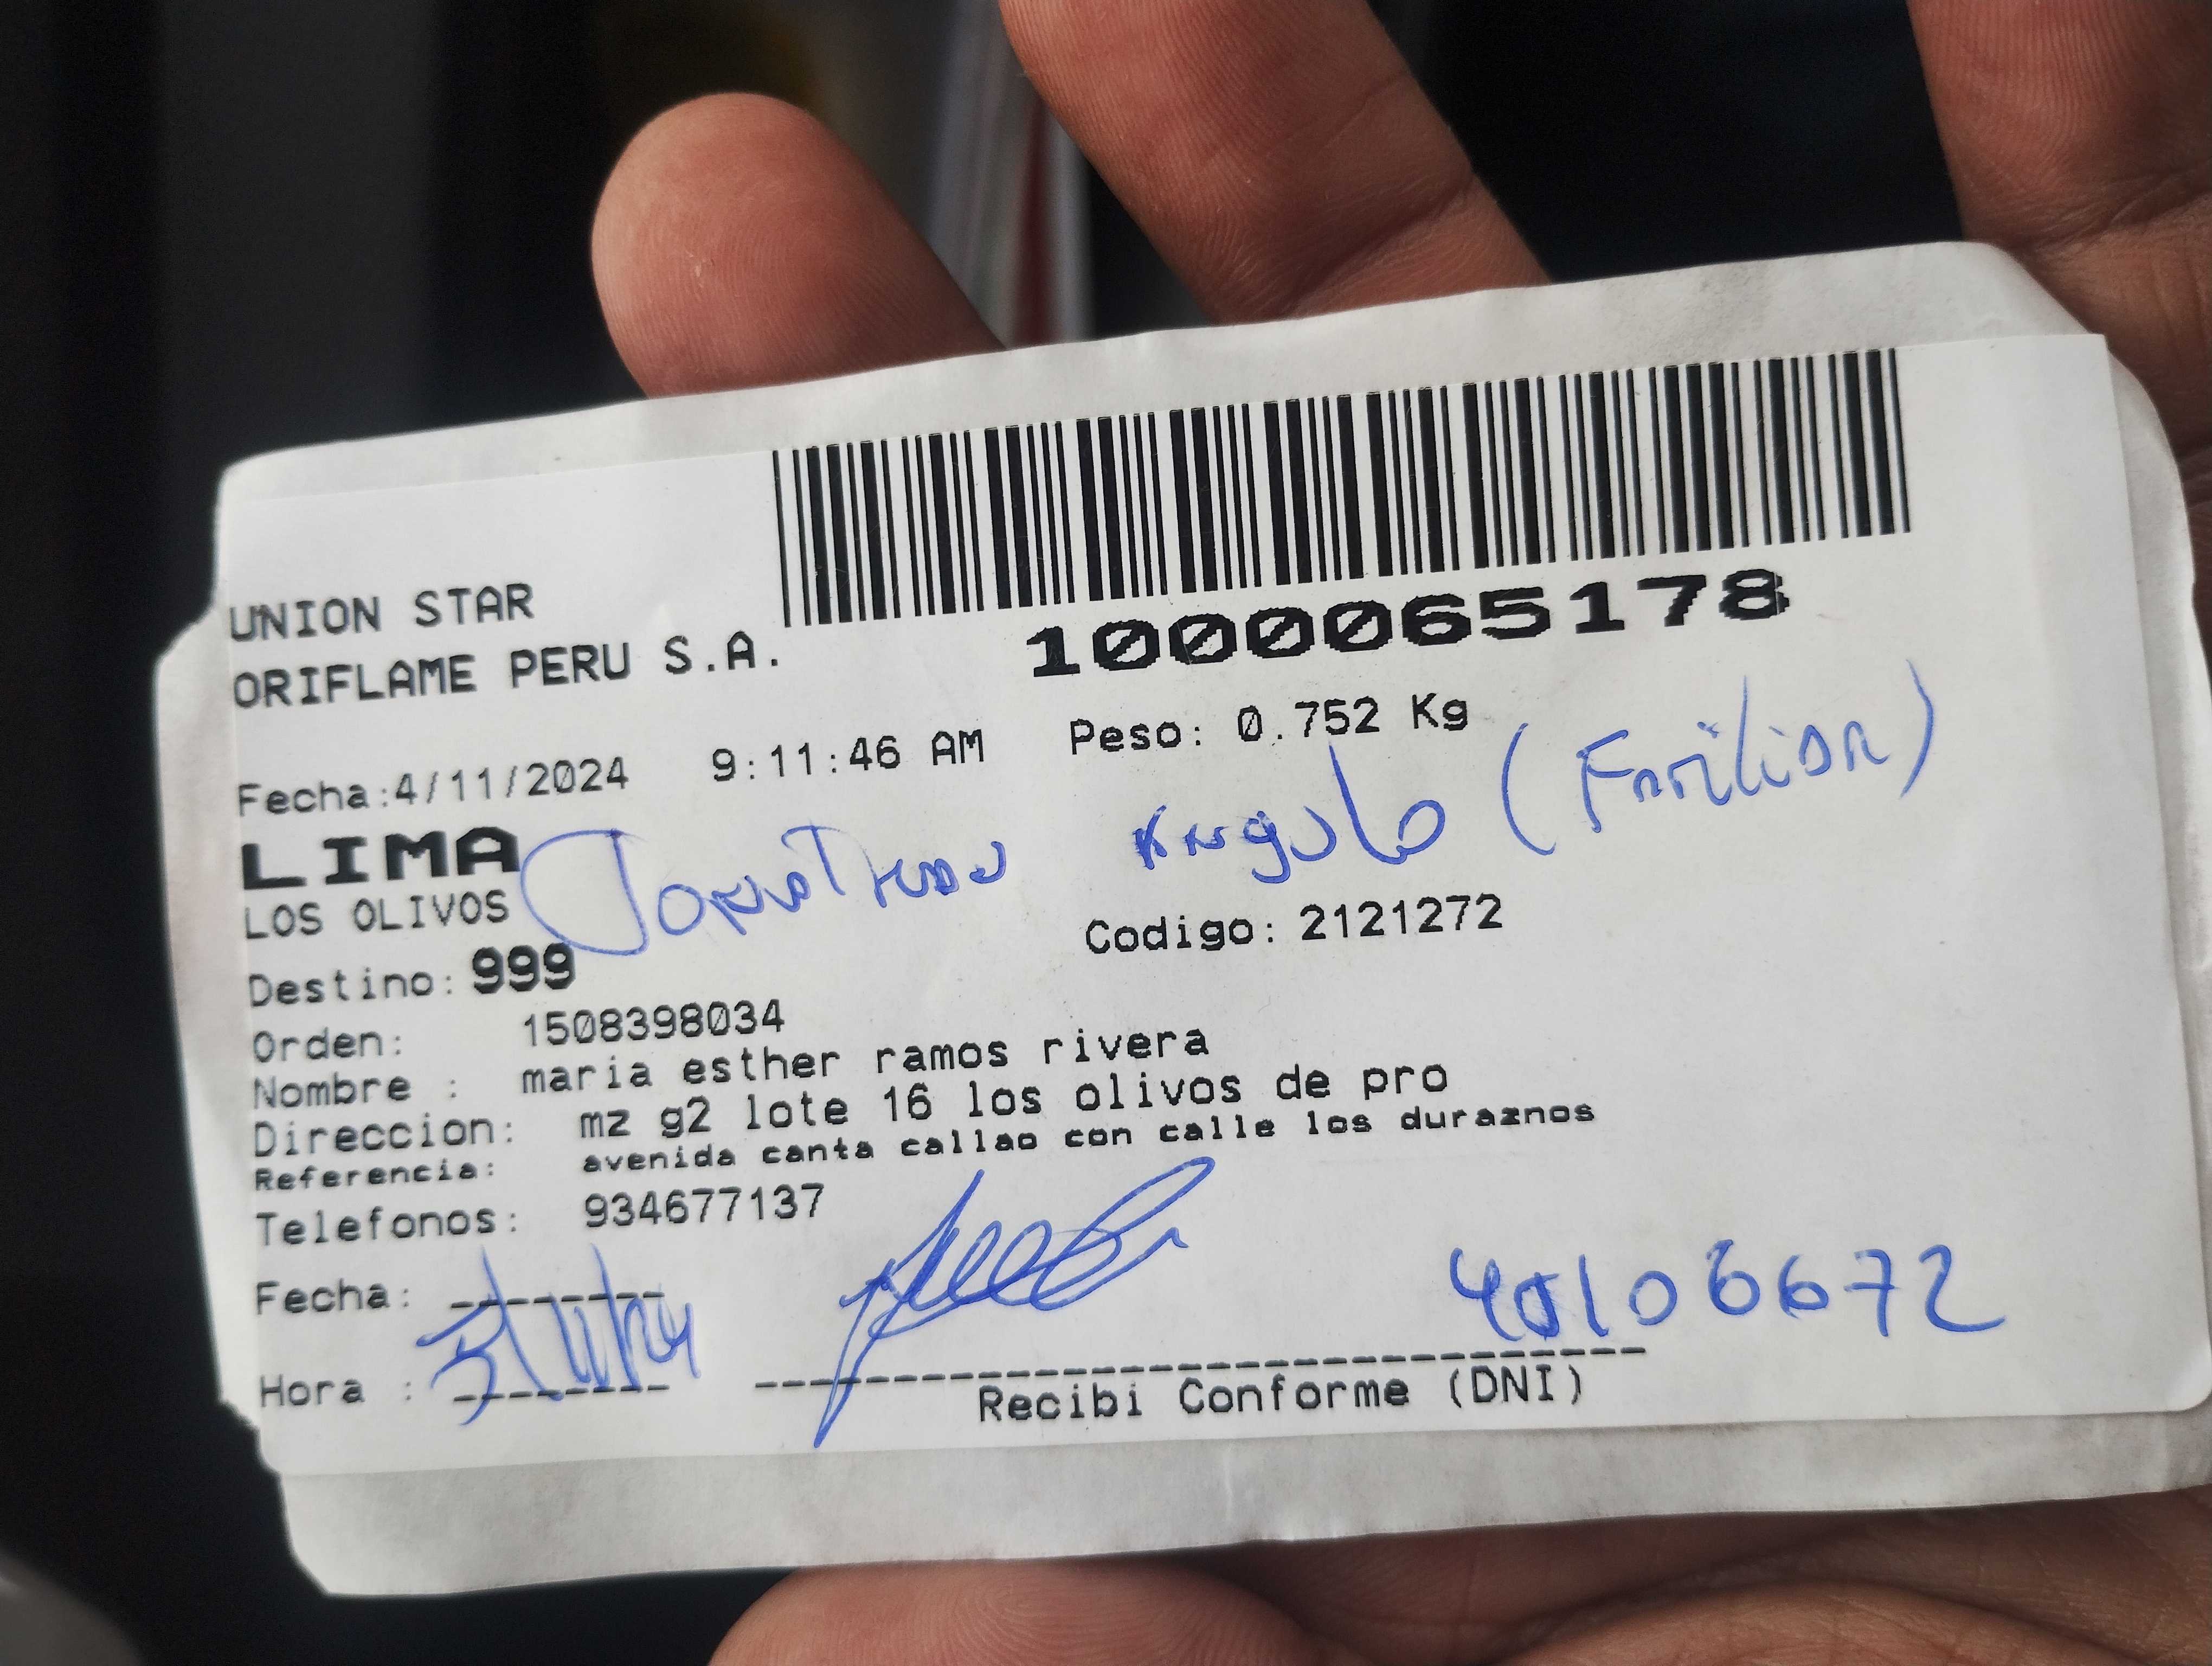 UNION STAR
ORIFLAME PERU S.A.
1000065178
Fecha:4/11/2024 9:11:46 AM Peso: 0.752 Kg
LIMA
Jonathan Angulo (Familiar)
LOS OLIVOS
Codigo: 2121272
Destino: 999
Orden: 1508398034
Nombre : maria esther ramos rivera
Direccion: mz g2 lote 16 los olivos de pro
Referencia: avenida canta callao con calle los duraznos
Telefonos: 934677137
Fecha:
40106672
Hora :
Recibi Conforme (DNI)